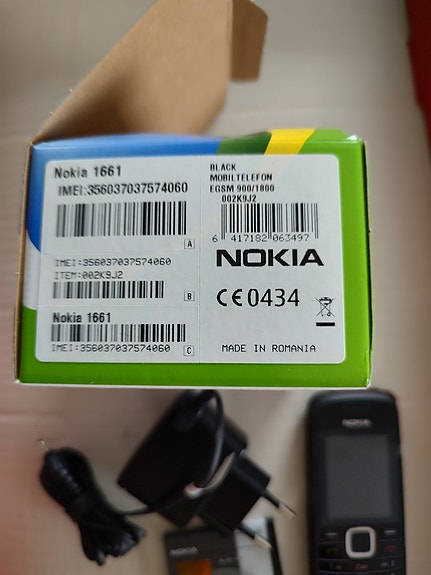 Nokia 1661
IMEI:356037037574060
A
IMEI:356037037574060
ITEM:002K9J2
B
Nokia 1661
IMEI:356037037574060
C
BLACK
MOBILTELEFON
EGSM 900/1800
002K9J2
6 417182 063497
NOKIA
CE0434
MADE IN ROMANIA
NOKIA
NOKIA